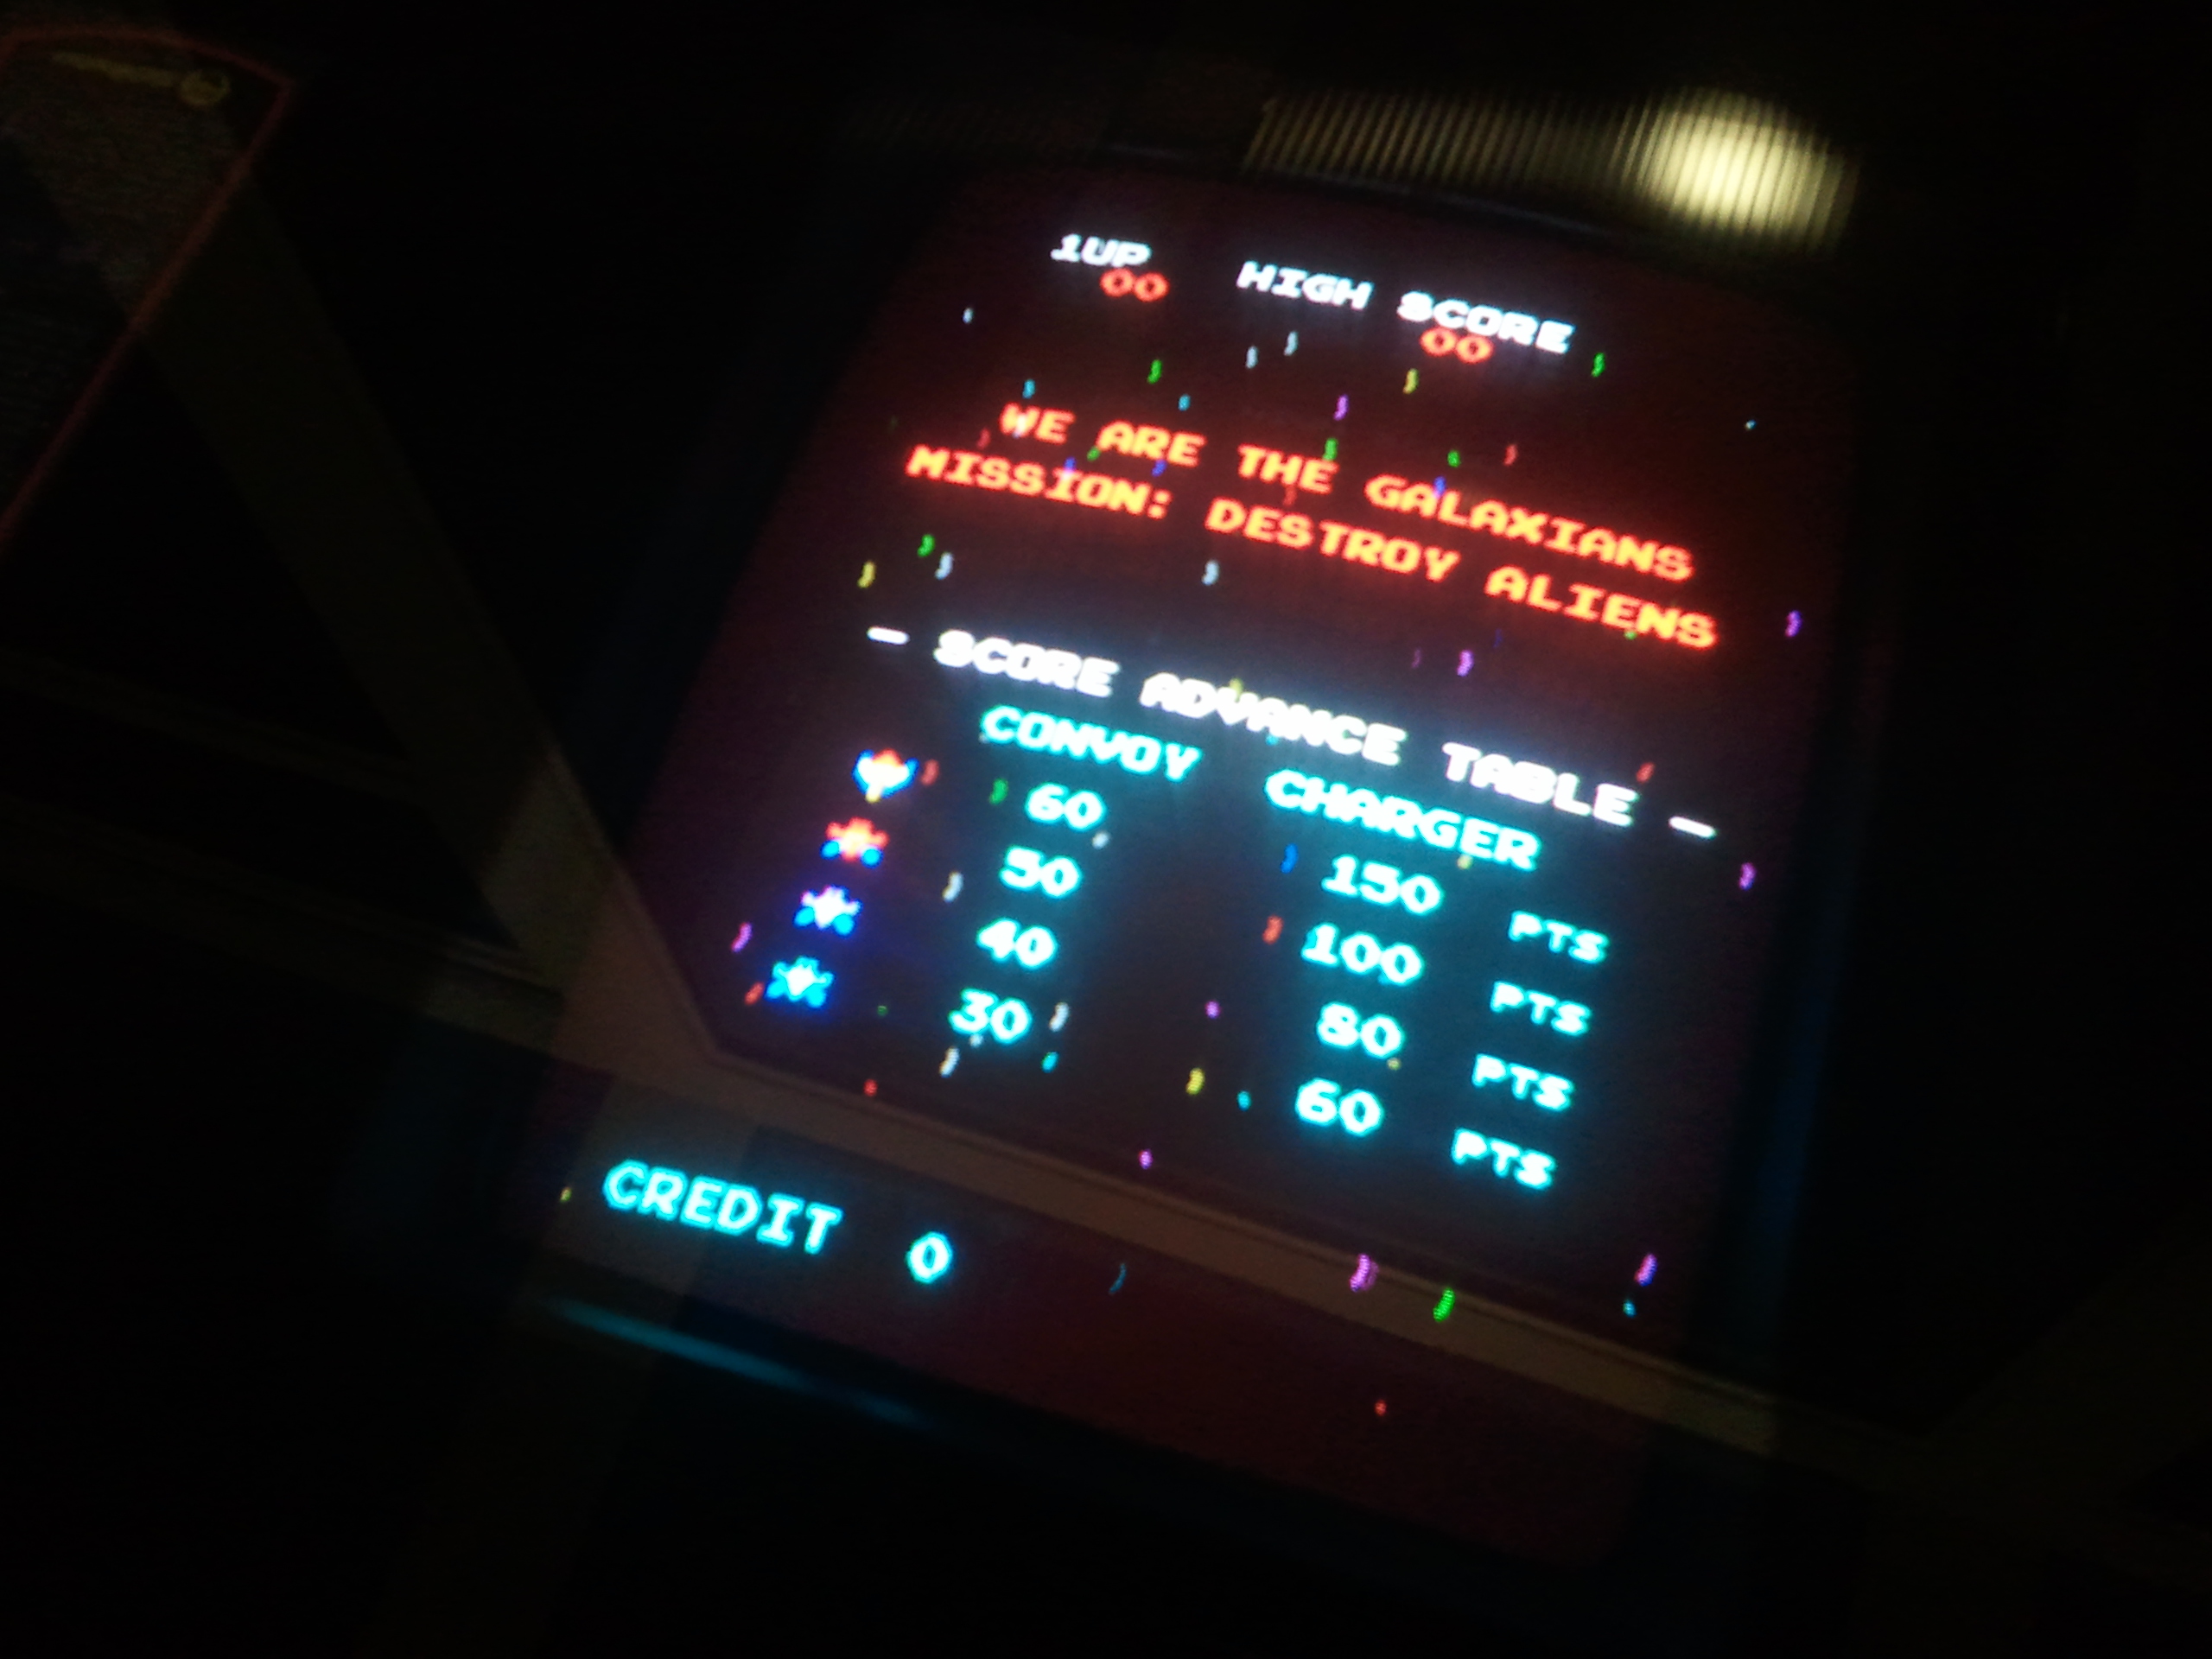 1UP HIGH SCORE
00 00
WE ARE THE GALAXIANS
MISSION: DESTROY ALIENS
— SCORE ADVANCE TABLE —
CONVOY CHARGER
60 150 PTS
50 100 PTS
40 80 PTS
30 60 PTS
CREDIT 0